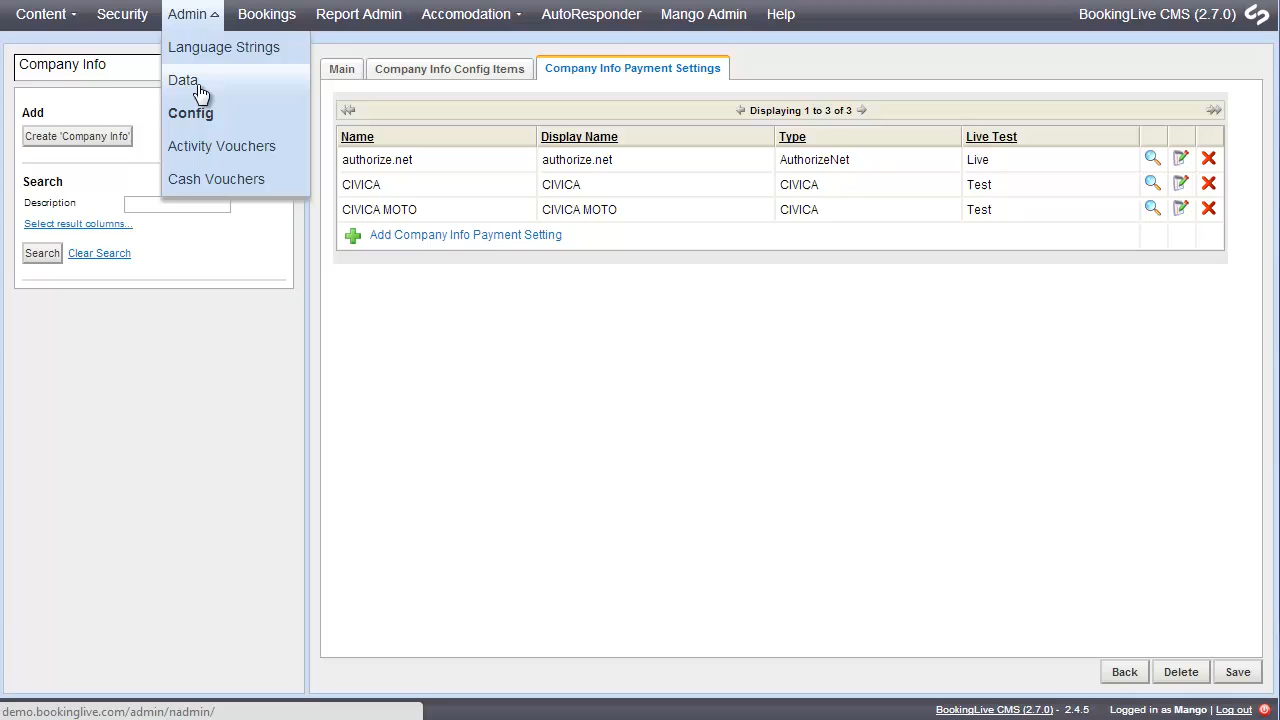 Content Security Admin Bookings Report Admin Accomodation AutoResponder Mango Admin Help BookingLive CMS (2.7.0)
Language Strings
Data
Config
Activity Vouchers
Cash Vouchers
Company Info
Add
Create 'Company Info'
Search
Description
Select result columns...
Search Clear Search
Main Company Info Config Items Company Info Payment Settings
Displaying 1 to 3 of 3
Name Display Name Type Live Test
authorize.net authorize.net AuthorizeNet Live
CIVICA CIVICA CIVICA Test
CIVICA MOTO CIVICA MOTO CIVICA Test
Add Company Info Payment Setting
Back Delete Save
demo.bookinglive.com/admin/nadmin/
BookingLive CMS (2.7.0) - 2.4.5 Logged in as Mango | Log out